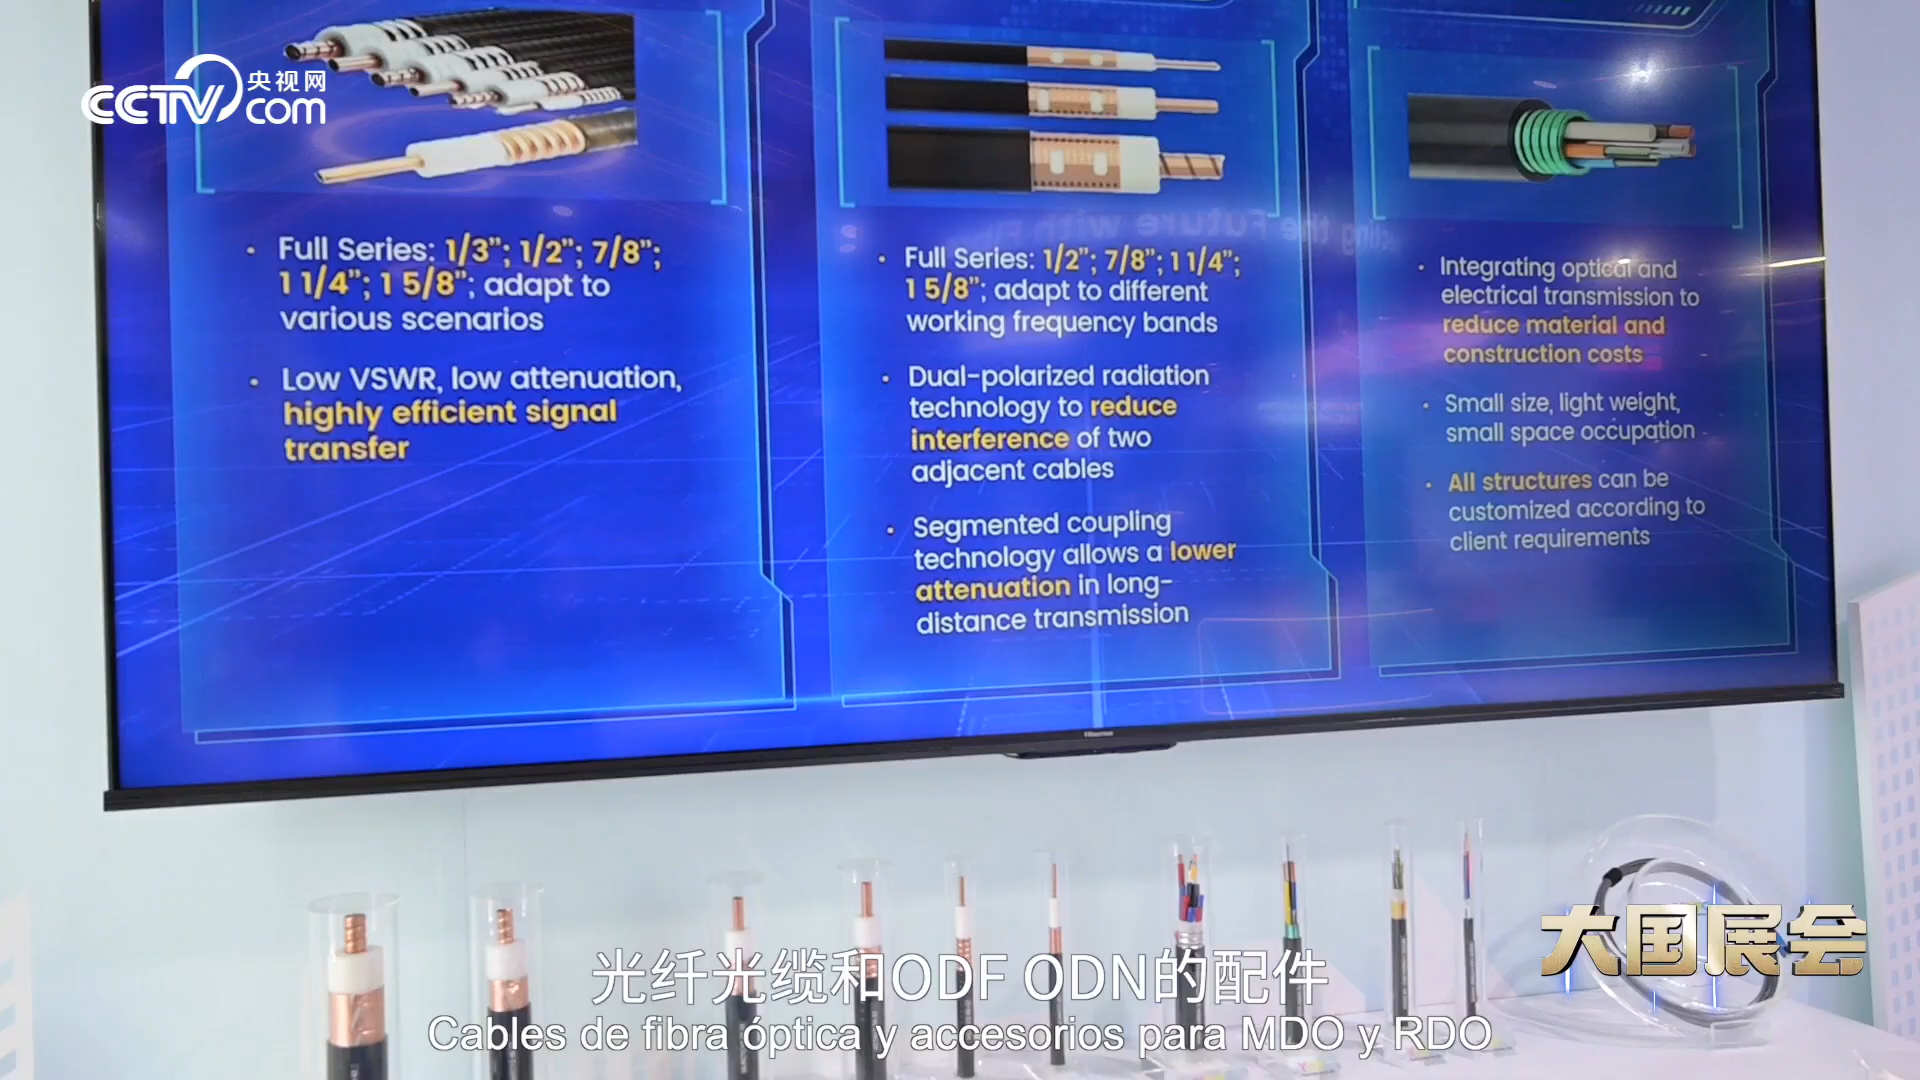 央视网
CCTV.com
• Full Series: 1/3"; 1/2"; 7/8";
1 1/4"; 1 5/8"; adapt to
various scenarios
• Low VSWR, low attenuation,
highly efficient signal
transfer
• Full Series: 1/2"; 7/8"; 1 1/4";
1 5/8"; adapt to different
working frequency bands
• Dual-polarized radiation
technology to reduce
interference of two
adjacent cables
• Segmented coupling
technology allows a lower
attenuation in long-
distance transmission
• Integrating optical and
electrical transmission to
reduce material and
construction costs
• Small size, light weight,
small space occupation
• All structures can be
customized according to
client requirements
Hisense
大国展会
光纤光缆和ODF ODN的配件
Cables de fibra óptica y accesorios para MDO y RDO